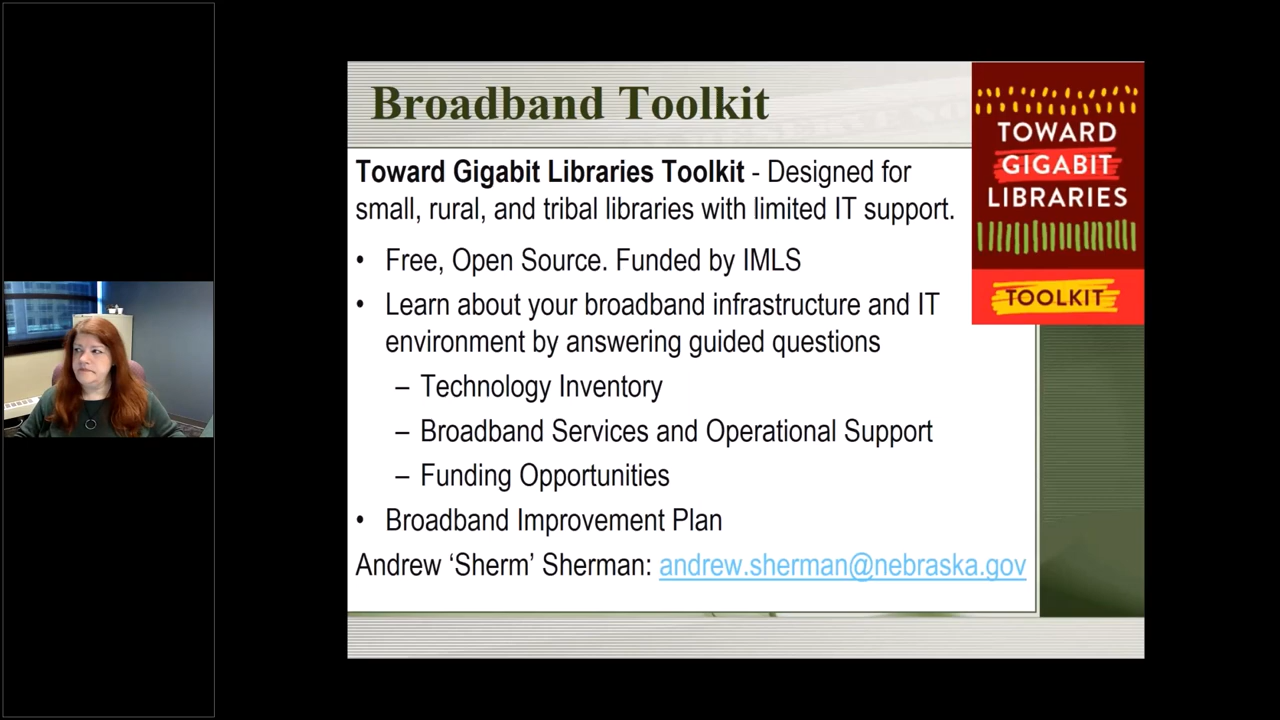 Broadband Toolkit
Toward Gigabit Libraries Toolkit - Designed for
small, rural, and tribal libraries with limited IT support.
• Free, Open Source. Funded by IMLS
• Learn about your broadband infrastructure and IT
environment by answering guided questions
– Technology Inventory
– Broadband Services and Operational Support
– Funding Opportunities
• Broadband Improvement Plan
Andrew ‘Sherm’ Sherman: andrew.sherman@nebraska.gov
TOWARD
GIGABIT
LIBRARIES
TOOLKIT